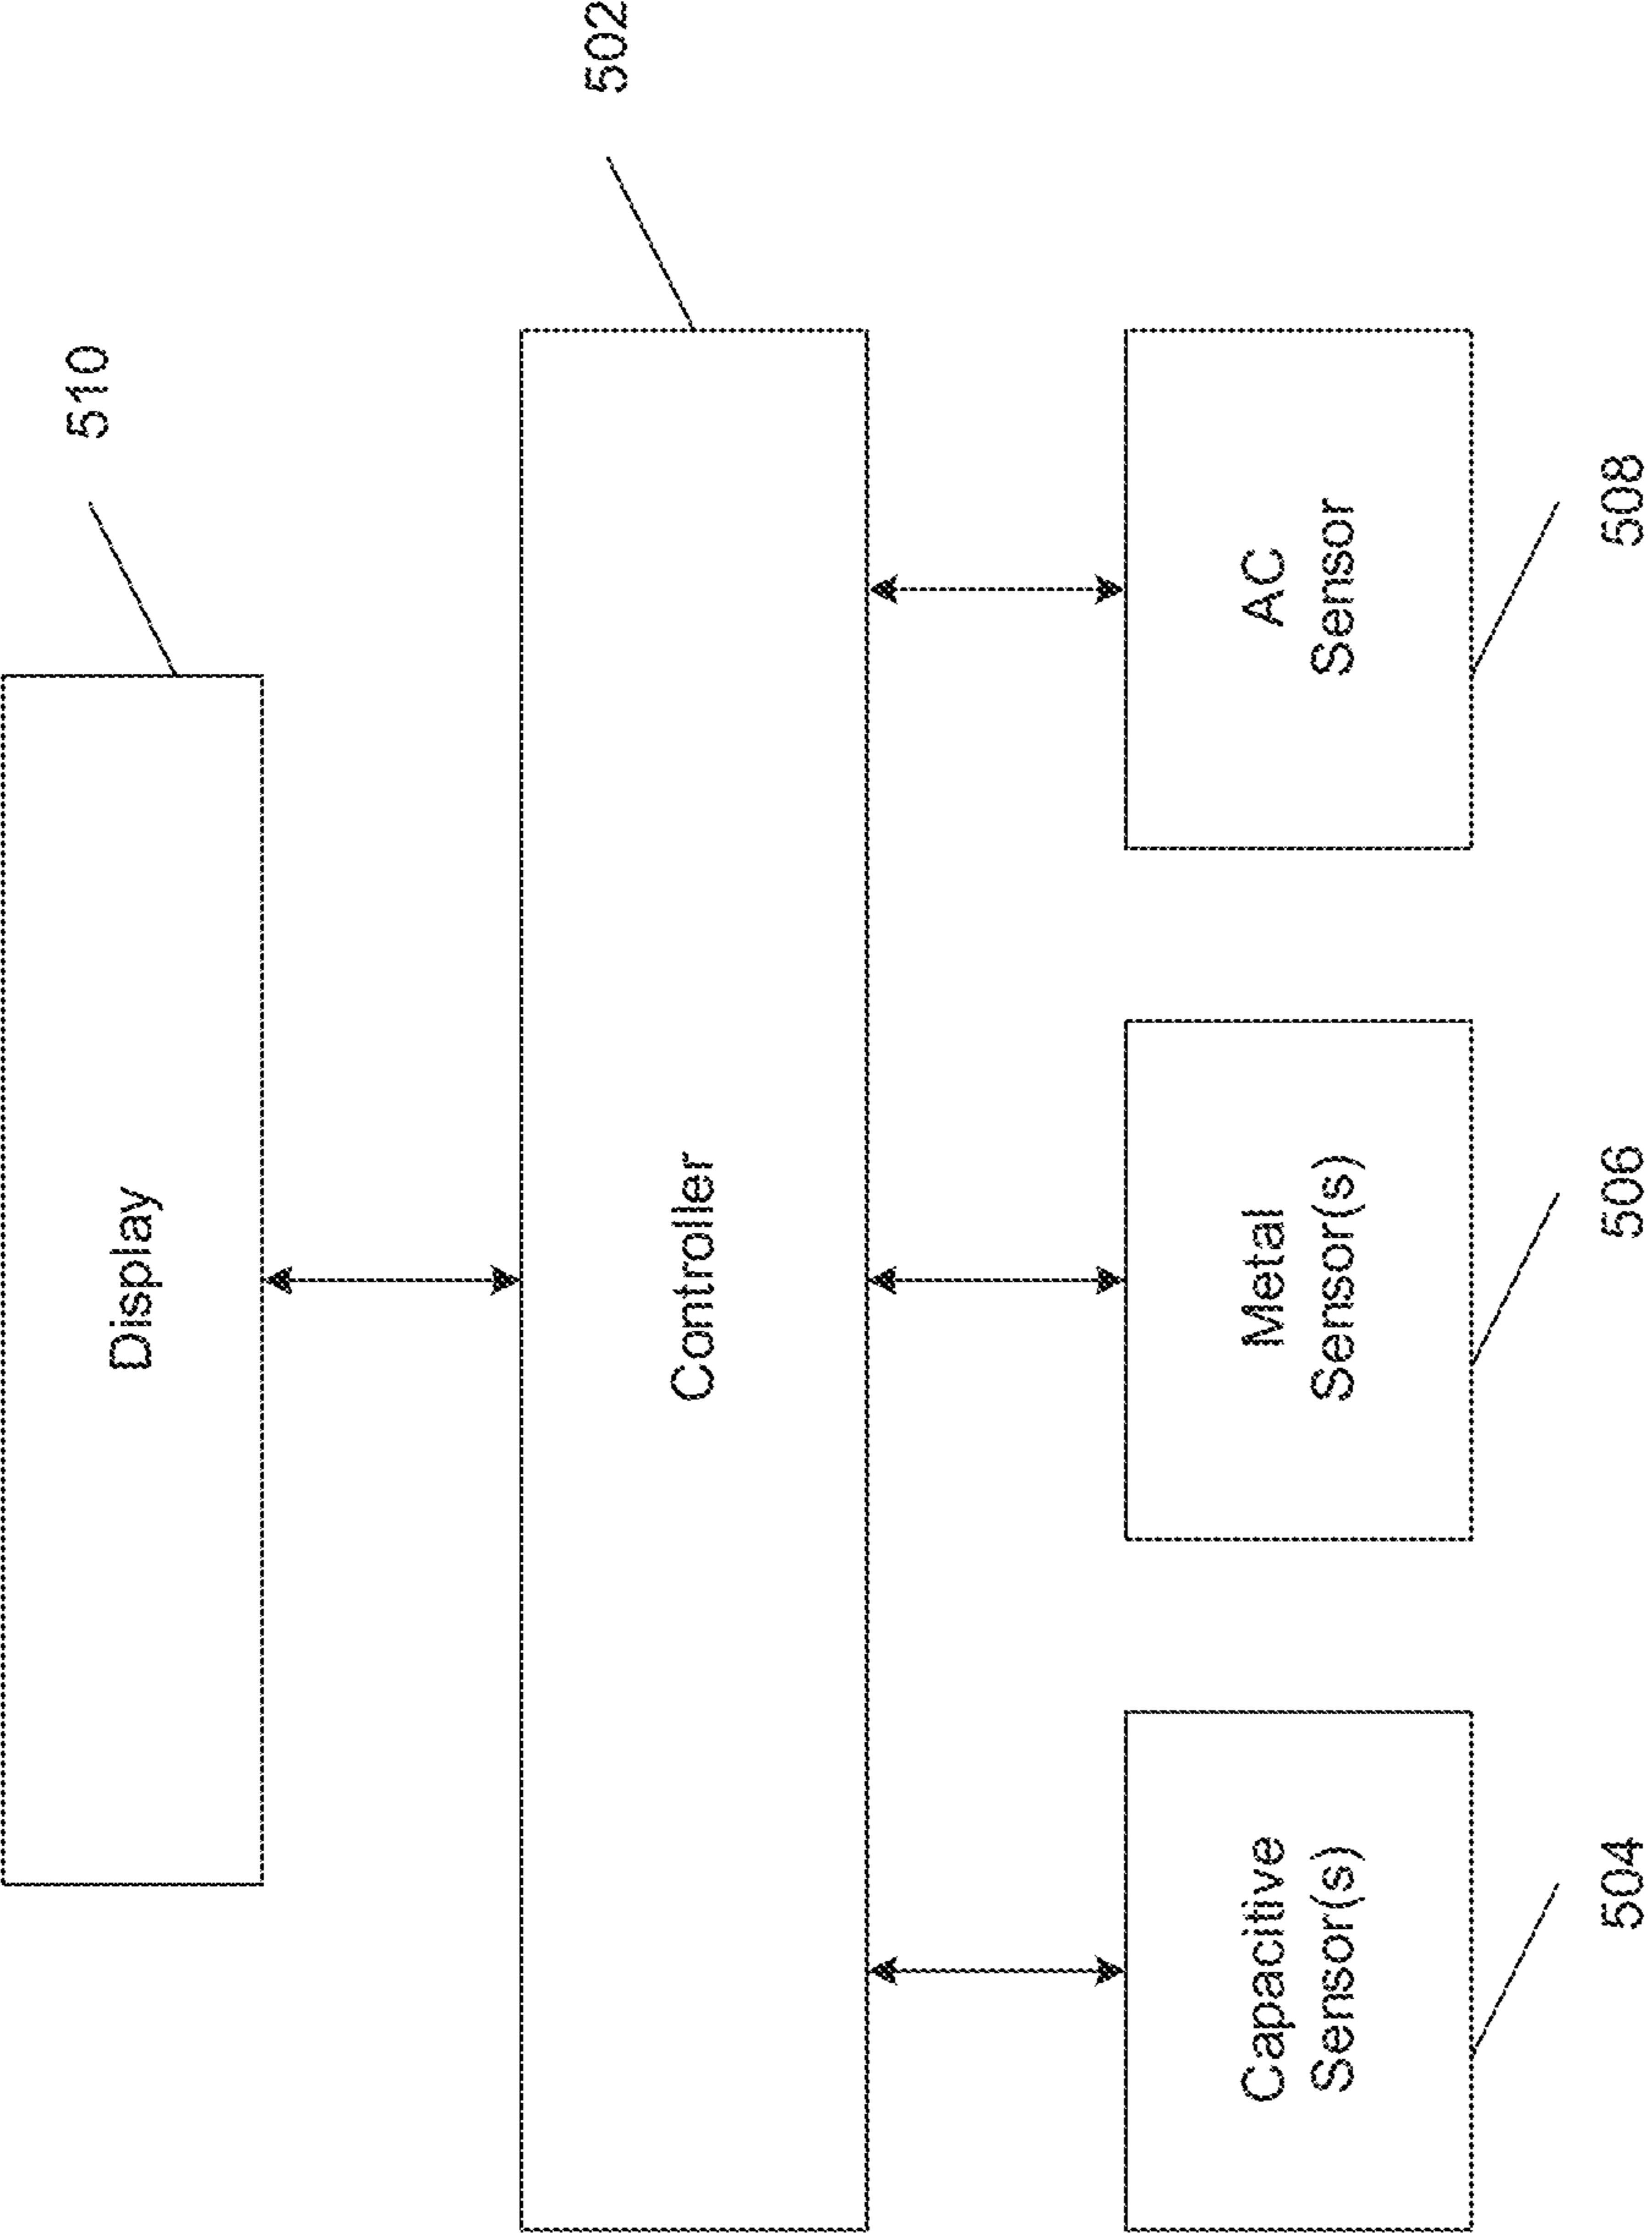 510
Display
502
Controller
Capacitive
Sensor(s)
504
Metal
Sensor(s)
506
AC
Sensor
508